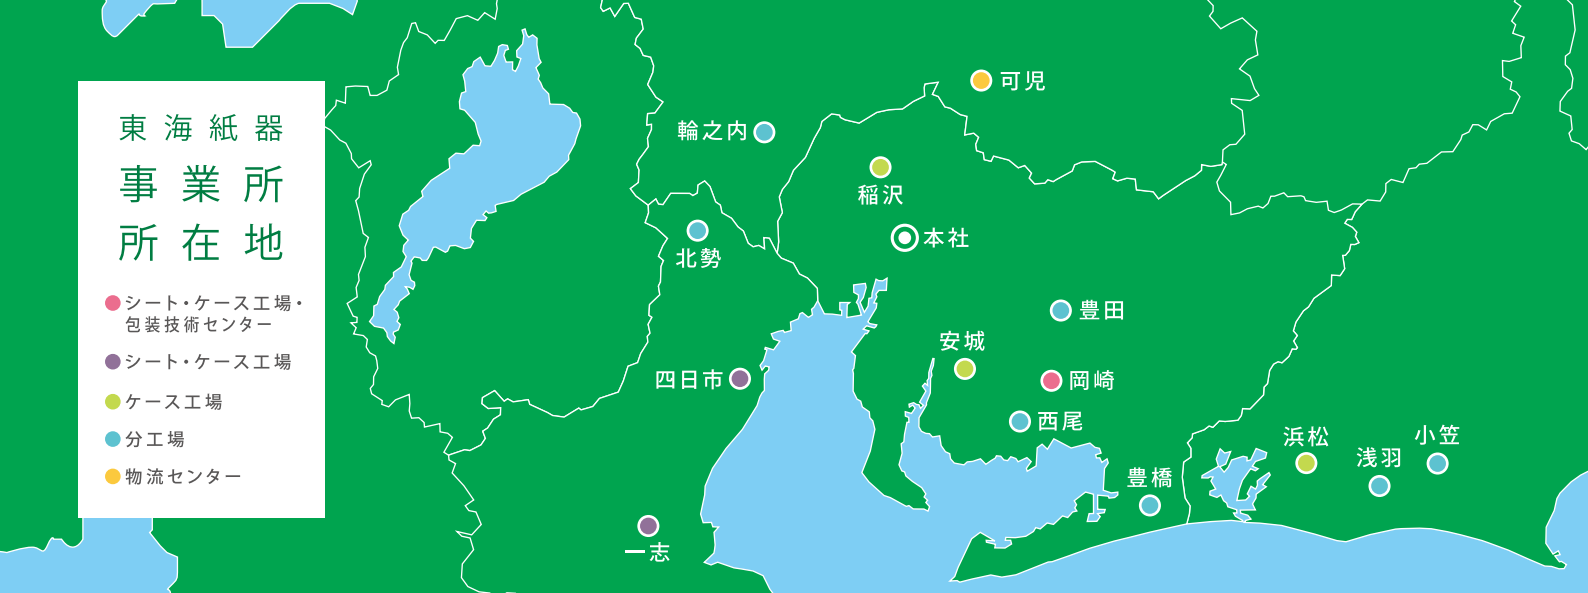 東海紙器
事業所
所在地
シート・ケース工場・
包装技術センター
シート・ケース工場
ケース工場
分工場
物流センター
可児
輪之内
稲沢
本社
北勢
豊田
安城
四日市
岡崎
西尾
小笠
浜松
浅羽
豊橋
一志